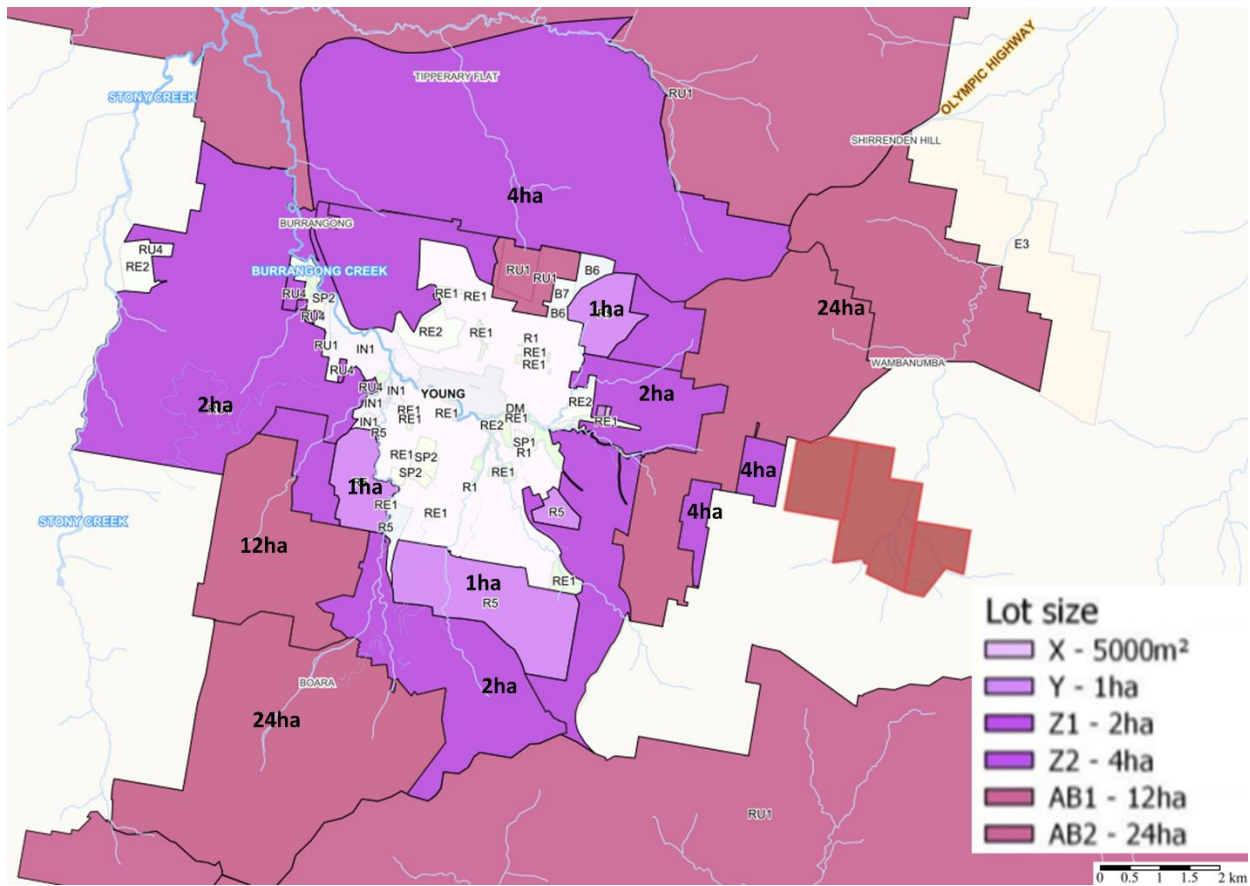 STONY CREEK
TIPPERARY FLAT
RU1
OLYMPIC HIGHWAY
SHIRRENDEN HILL
4ha
BURRANGONG
E3
RU4
RE2
BURRANGONG CREEK
RU1
RU1
B6
RU4
SP2
RE1
RE1
B7
1ha
24ha
RU4
B6
RE2
RE1
R1
RU1
IN1
RE1
RE1
WAMBANUMBA
RU4
RU4
IN1
YOUNG
2ha
2ha
IN1
RE1
RE1
RE1
DM
RE1
RE2
RE1
IN1
R5
RE2
SP1
R1
RE1
SP2
SP2
RE1
4ha
1ha
R1
RE1
RE1
R5
4ha
STONY CREEK
R5
12ha
1ha
RE1
R5
BOARA
2ha
24ha
RU1
Lot size
X - 5000m²
Y - 1ha
Z1 - 2ha
Z2 - 4ha
AB1 - 12ha
AB2 - 24ha
0 0.5 1 1.5 2 km